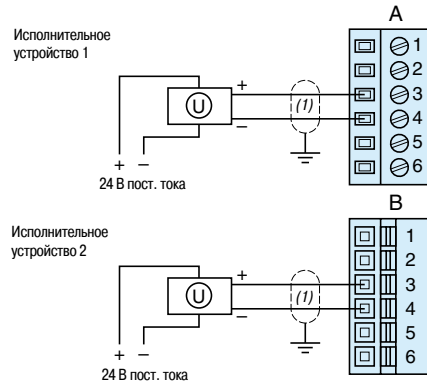 A
Исполнительное
устройство 1
1
2
3
4
5
6
+
−
U
(1)
+ −
24 В пост. тока
B
Исполнительное
устройство 2
1
2
3
4
5
6
+
−
U
(1)
+ −
24 В пост. тока